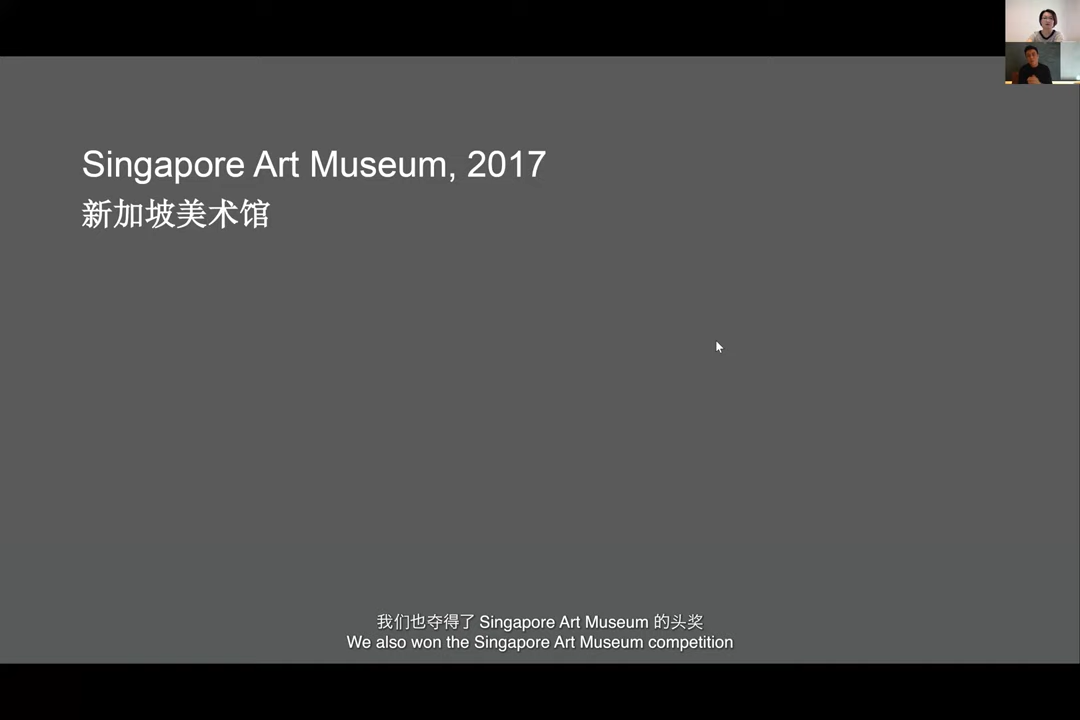 Singapore Art Museum, 2017
新加坡美术馆
我们也夺得了 Singapore Art Museum 的头奖
We also won the Singapore Art Museum competition